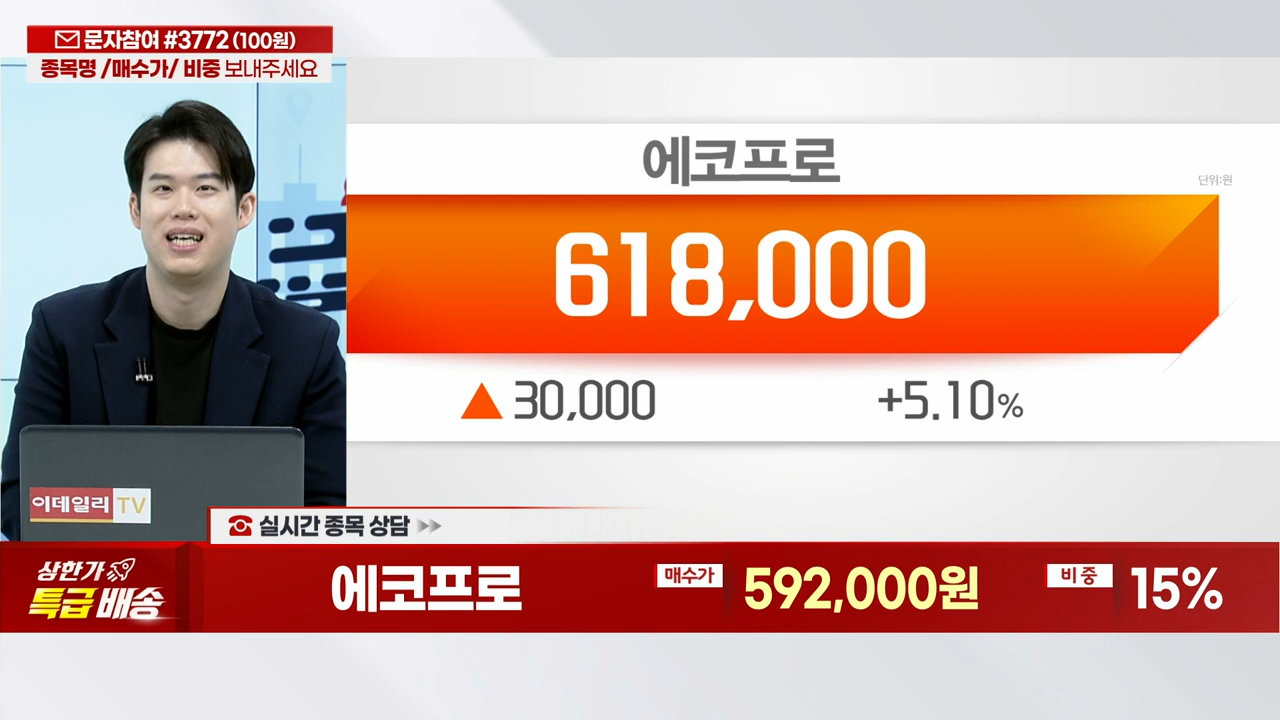 문자참여 #3772 (100원)
종목명 /매수가/ 비중 보내주세요
에코프로
단위:원
618,000
▲ 30,000 +5.10%
이데일리 TV
실시간 종목 상담
상한가
특급 배송
에코프로 매수가 592,000원 비중 15%